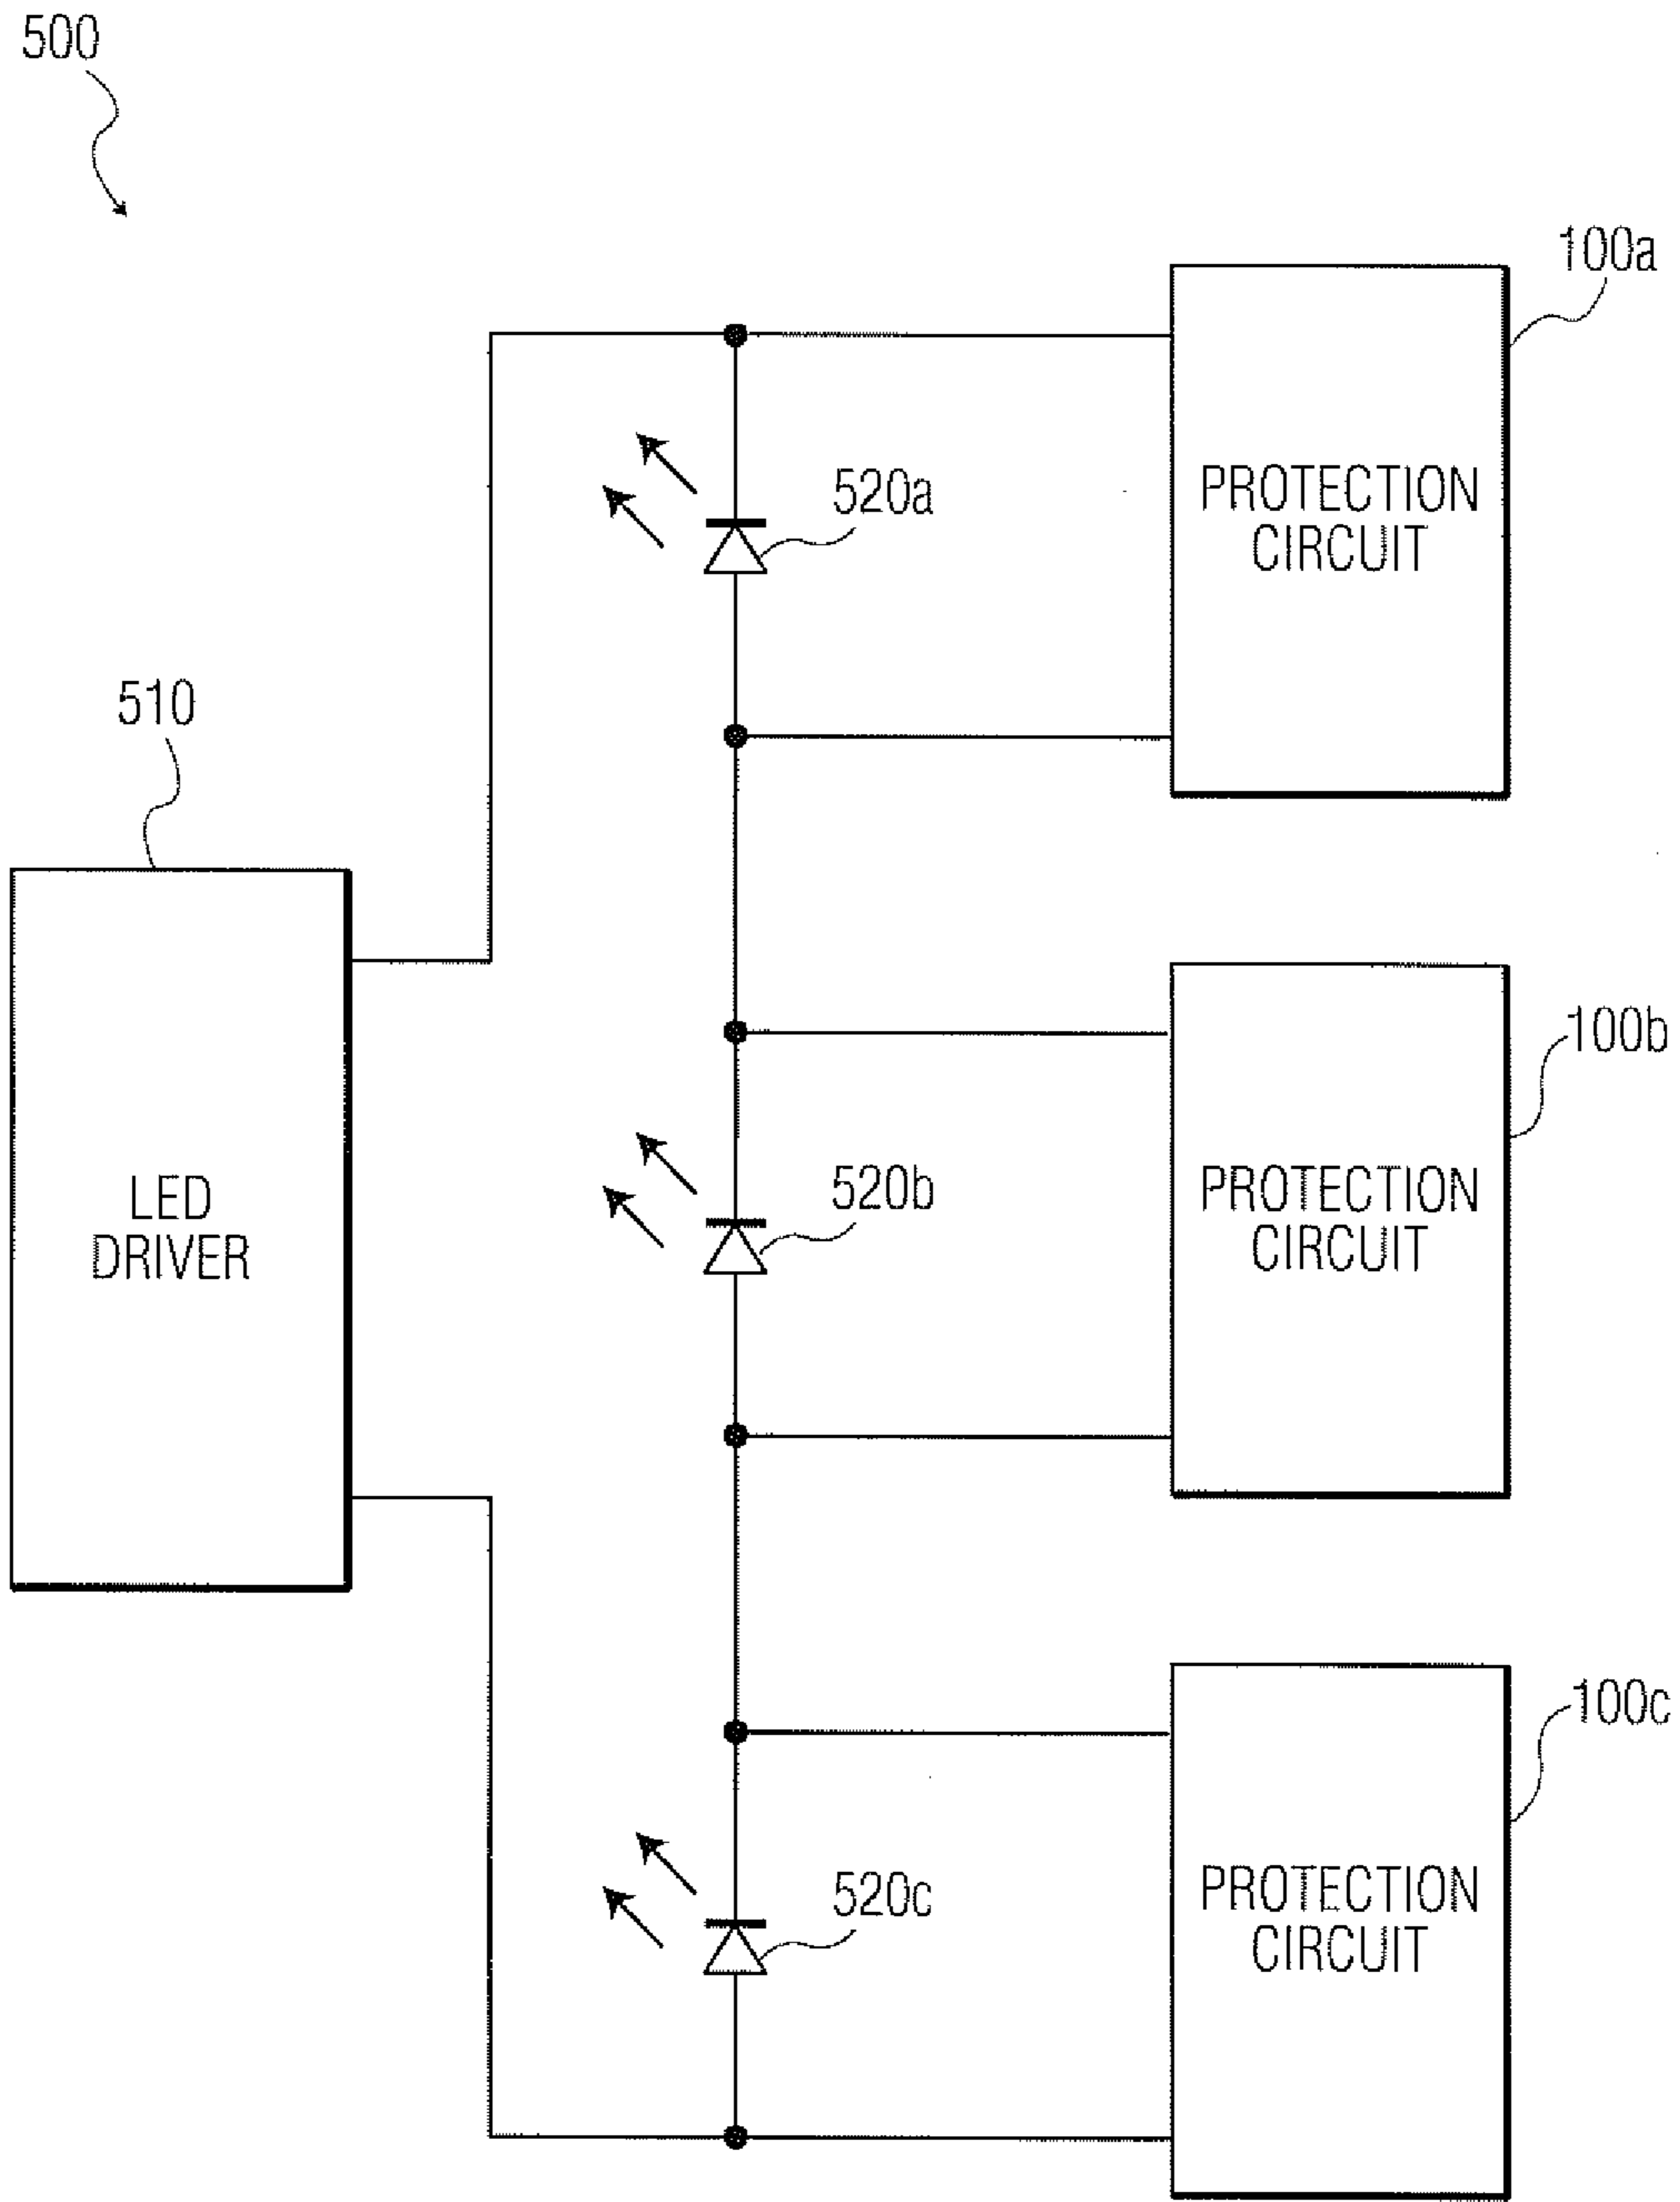 500
100a
PROTECTION
CIRCUIT
520a
510
LED
DRIVER
100b
PROTECTION
CIRCUIT
520b
100c
PROTECTION
CIRCUIT
520c